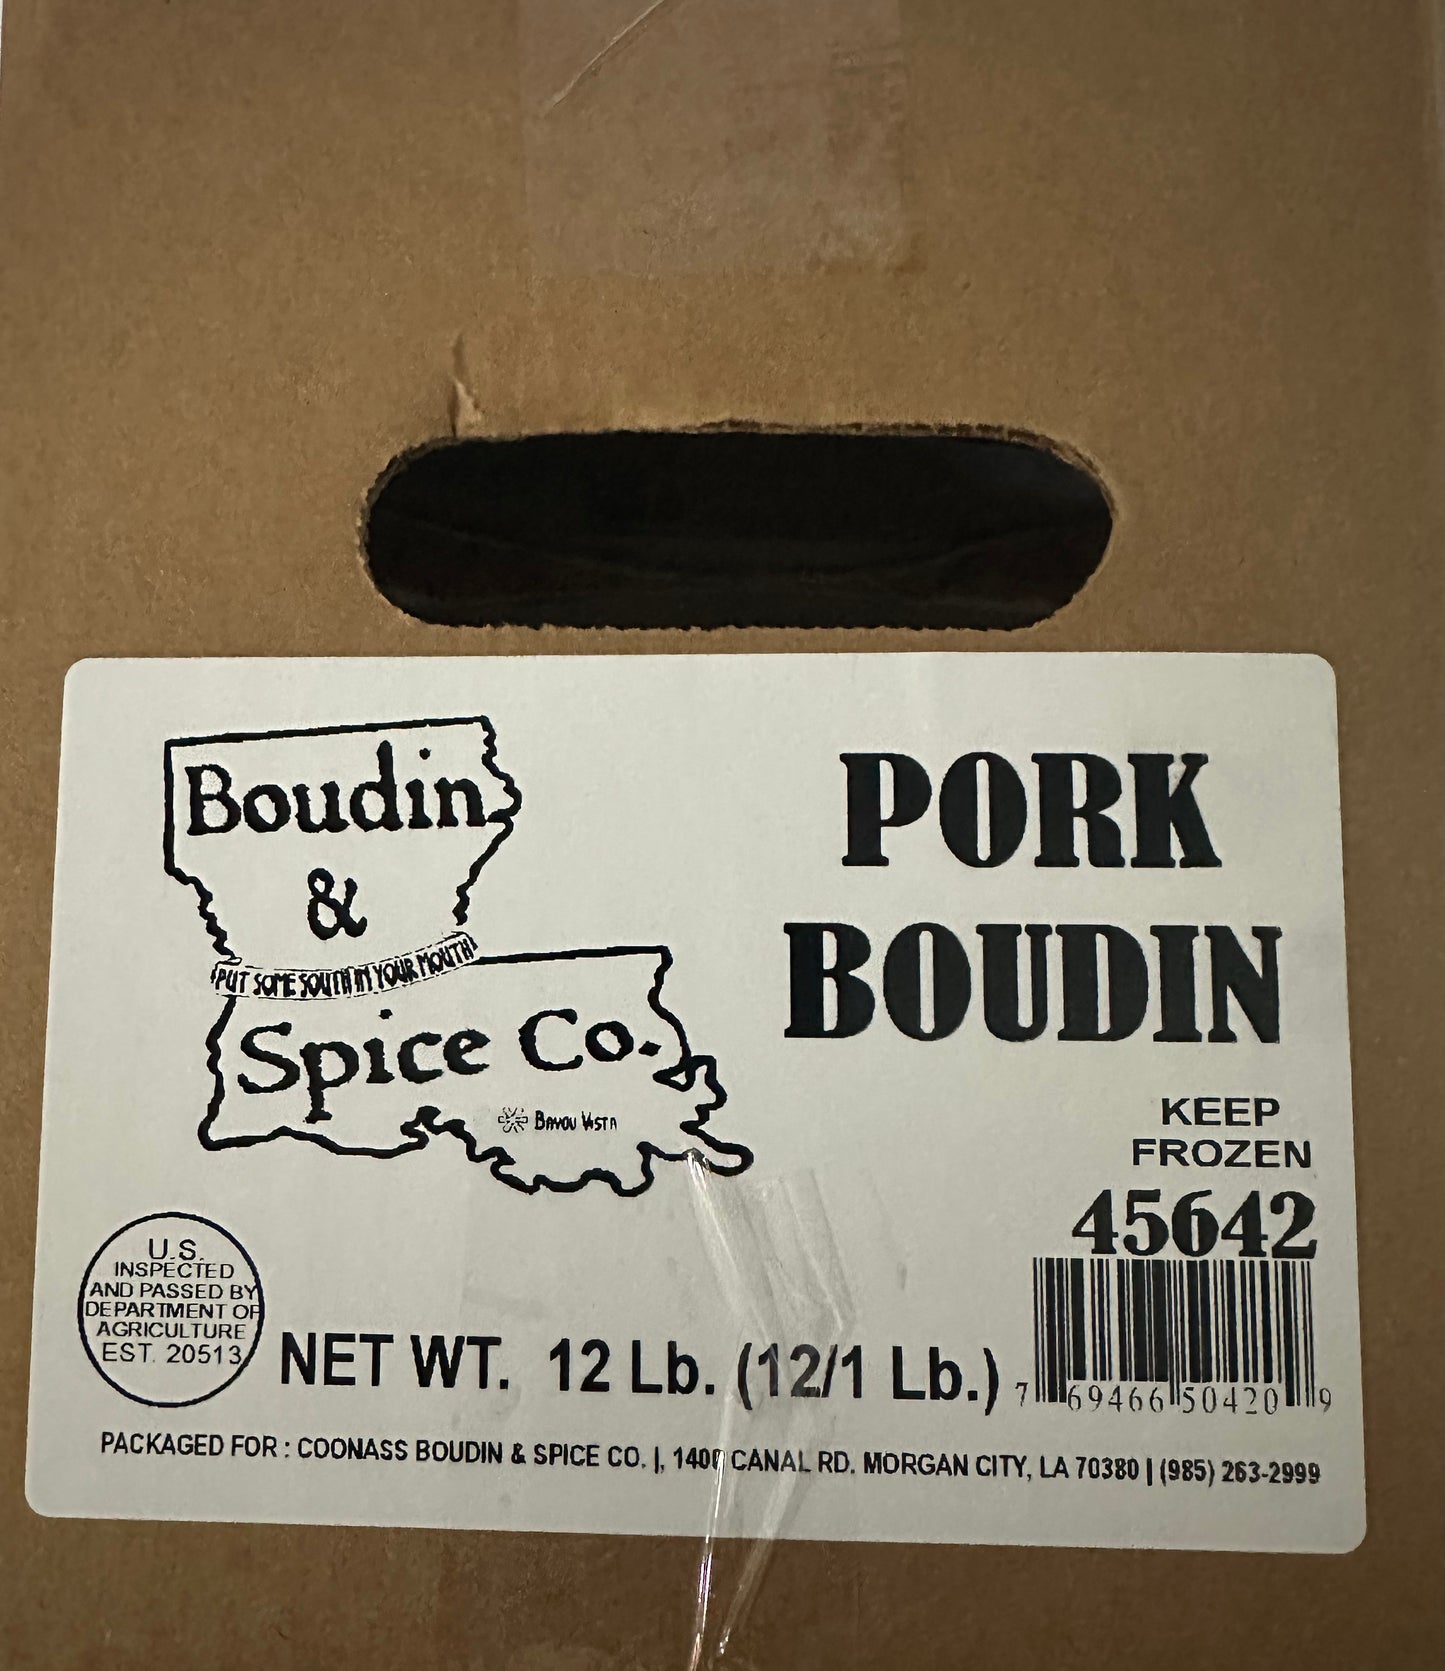 Boudin
&
PUT SOME SOUTH IN YOUR MOUTH
Spice Co.
BAYOU VISTA
PORK
BOUDIN
KEEP
FROZEN
45642
7 69466 50420 9
U.S.
INSPECTED
AND PASSED BY
DEPARTMENT OF
AGRICULTURE
EST. 20513
NET WT. 12 Lb. (12/1 Lb.)
PACKAGED FOR : COONASS BOUDIN & SPICE CO. |, 1400 CANAL RD. MORGAN CITY, LA 70380 | (985) 263-2999